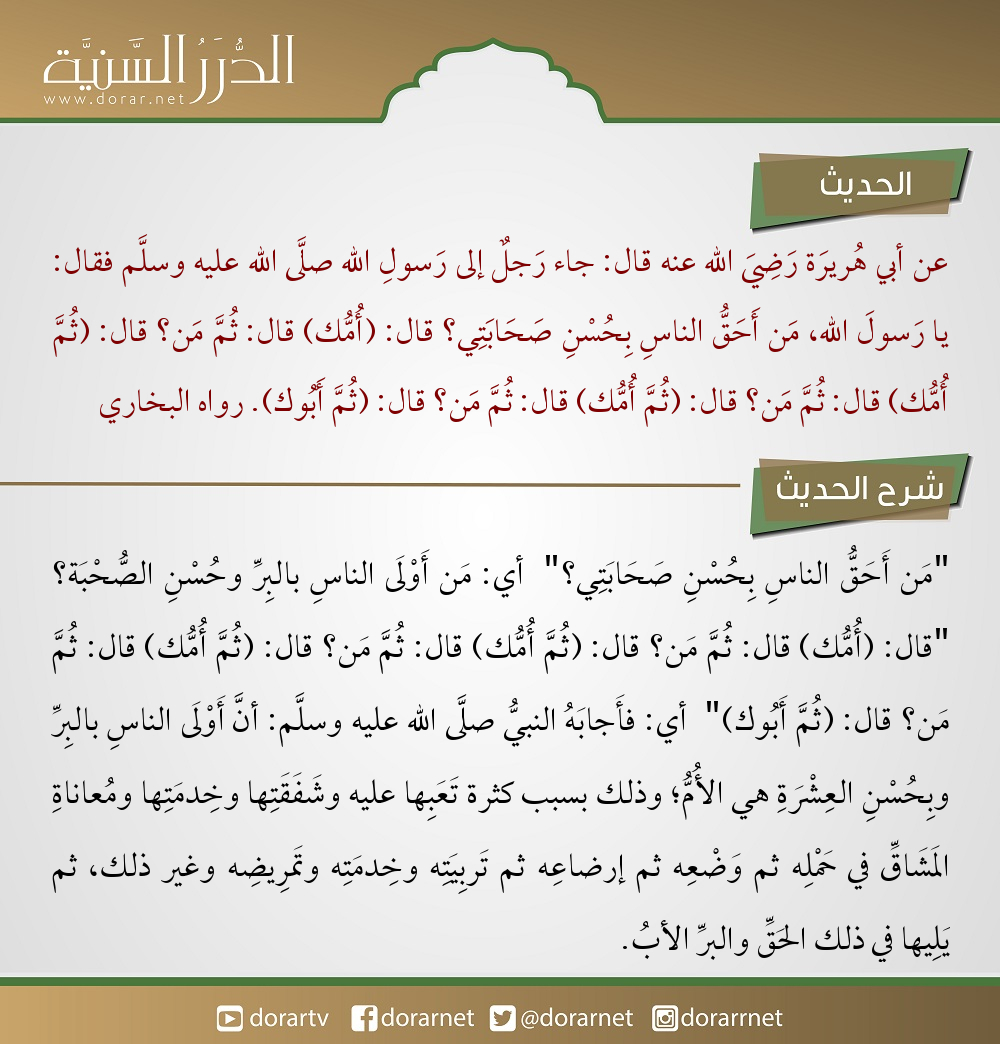 الدُّرَرُ السَّنِيَّة
www.dorar.net
الحديث
عن أبي هُريرَة رَضِيَ الله عنه قال: جاء رَجلٌ إلى رَسولِ الله صلَّى الله عليه وسلَّم فقال:
يا رَسولَ الله، مَن أَحَقُّ الناسِ بِحُسْنِ صَحَابَتِي؟ قال: (أُمُّك) قال: ثُمَّ مَن؟ قال: (ثُمَّ
أُمُّك) قال: ثُمَّ مَن؟ قال: (ثُمَّ أُمُّك) قال: ثُمَّ مَن؟ قال: (ثُمَّ أَبُوك). رواه البخاري
شرح الحديث
"مَن أَحَقُّ الناسِ بِحُسْنِ صَحَابَتِي؟" أي: مَن أَوْلَى الناسِ بالبِرِّ وحُسْنِ الصُّحْبَة؟
"قال: (أُمُّك) قال: ثُمَّ مَن؟ قال: (ثُمَّ أُمُّك) قال: ثُمَّ مَن؟ قال: (ثُمَّ أُمُّك) قال: ثُمَّ
مَن؟ قال: (ثُمَّ أَبُوك)" أي: فأَجابَهُ النبيُّ صلَّى الله عليه وسلَّم: أنَّ أَوْلَى الناسِ بالبِرِّ
وبِحُسْنِ العِشْرَةِ هي الأُمُّ؛ وذلك بسبب كثرة تَعَبِها عليه وشَفَقَتِها وخِدمَتِها ومُعاناةِ
المَشَاقِّ في حَمْلِه ثم وَضْعِه ثم إرضاعِه ثم تَربِيَتِه وخِدمَتِه وتَمرِيضِه وغير ذلك، ثم
يَلِيها في ذلك الحَقِّ والبرِّ الأبُ.
dorartv dorarnet @dorarnet dorarrnet